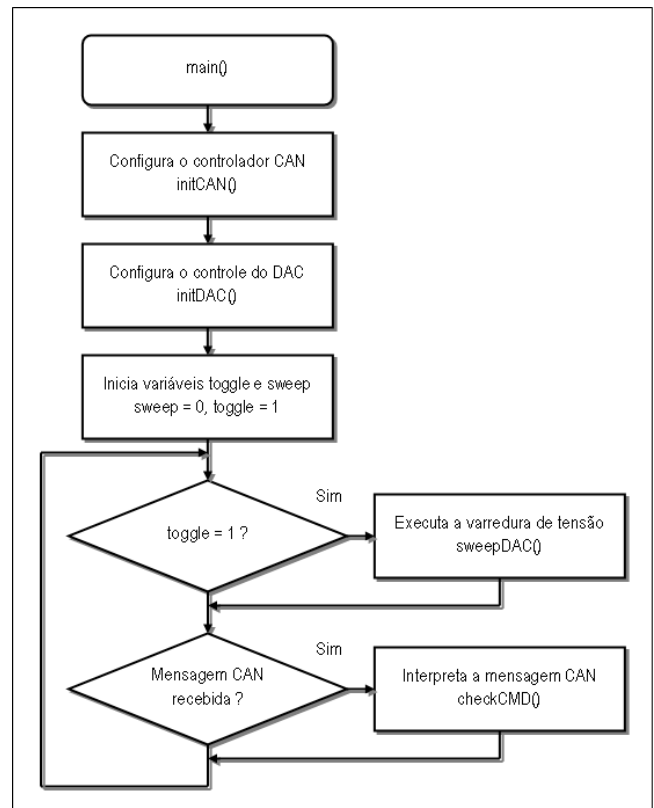 main()
Configura o controlador CAN
initCAN()
Configura o controle do DAC
initDAC()
Inicia variáveis toggle e sweep
sweep = 0, toggle = 1
toggle = 1 ?
Sim
Executa a varredura de tensão
sweepDAC()
Mensagem CAN
recebida ?
Sim
Interpreta a mensagem CAN
checkCMD()